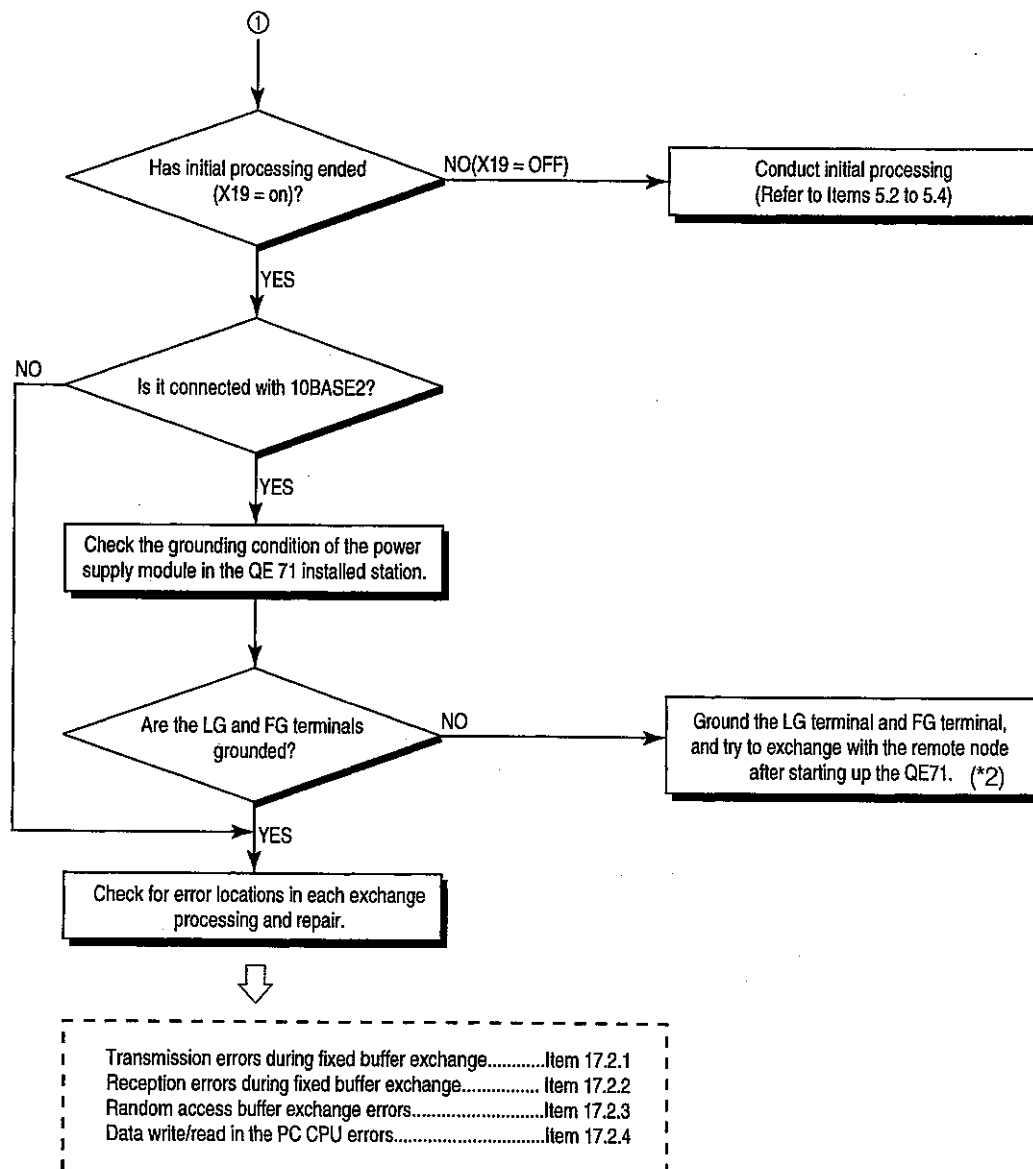 ①
Has initial processing ended
(X19 = on)?
NO(X19 = OFF)
Conduct initial processing
(Refer to Items 5.2 to 5.4)
YES
NO
Is it connected with 10BASE2?
YES
Check the grounding condition of the power
supply module in the QE 71 installed station.
Are the LG and FG terminals
grounded?
NO
Ground the LG terminal and FG terminal,
and try to exchange with the remote node
after starting up the QE71. (*2)
YES
Check for error locations in each exchange
processing and repair.
Transmission errors during fixed buffer exchange..........Item 17.2.1
Reception errors during fixed buffer exchange............... Item 17.2.2
Random access buffer exchange errors.........................Item 17.2.3
Data write/read in the PC CPU errors.............................Item 17.2.4